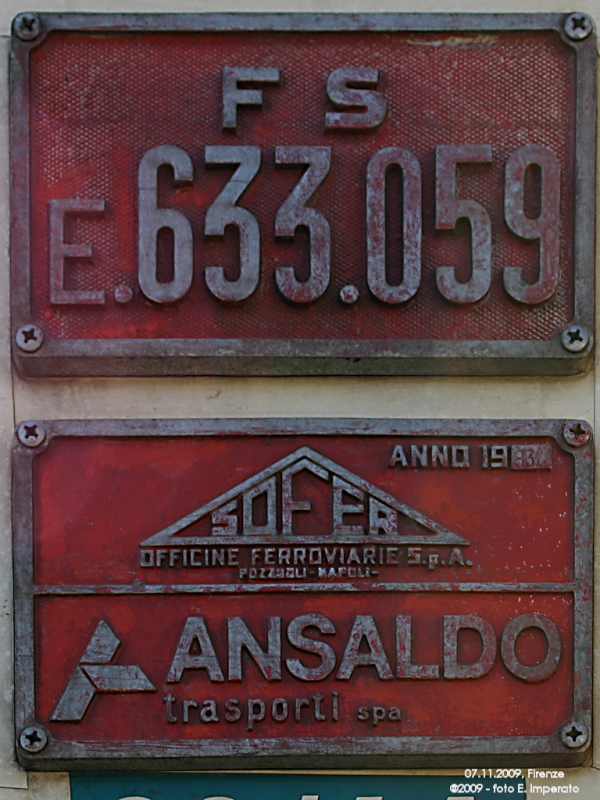 F S
E.633.059
ANNO 1983
SOFER
OFFICINE FERROVIARIE S.p.A.
POZZUOLI-NAPOLI-
ANSALDO
trasporti spa
07.11.2009, Firenze
©2009 - foto E. Imperato